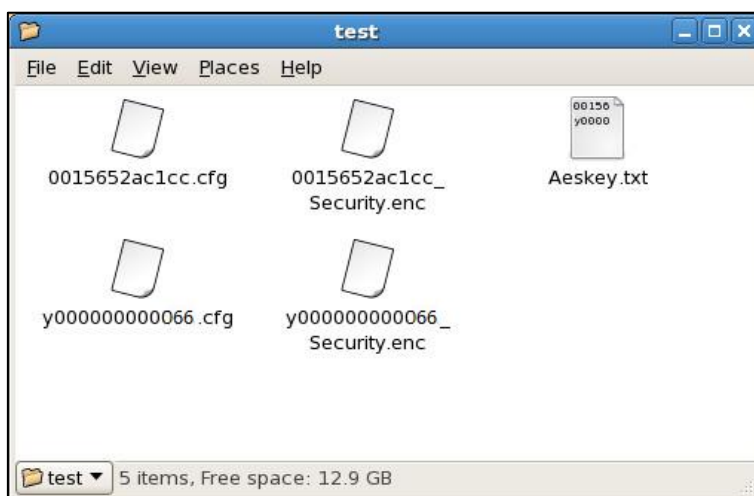 test
File Edit View Places Help
00156
y0000
0015652ac1cc.cfg
0015652ac1cc_
Security.enc
Aeskey.txt
y000000000066.cfg
y000000000066_
Security.enc
test 5 items, Free space: 12.9 GB